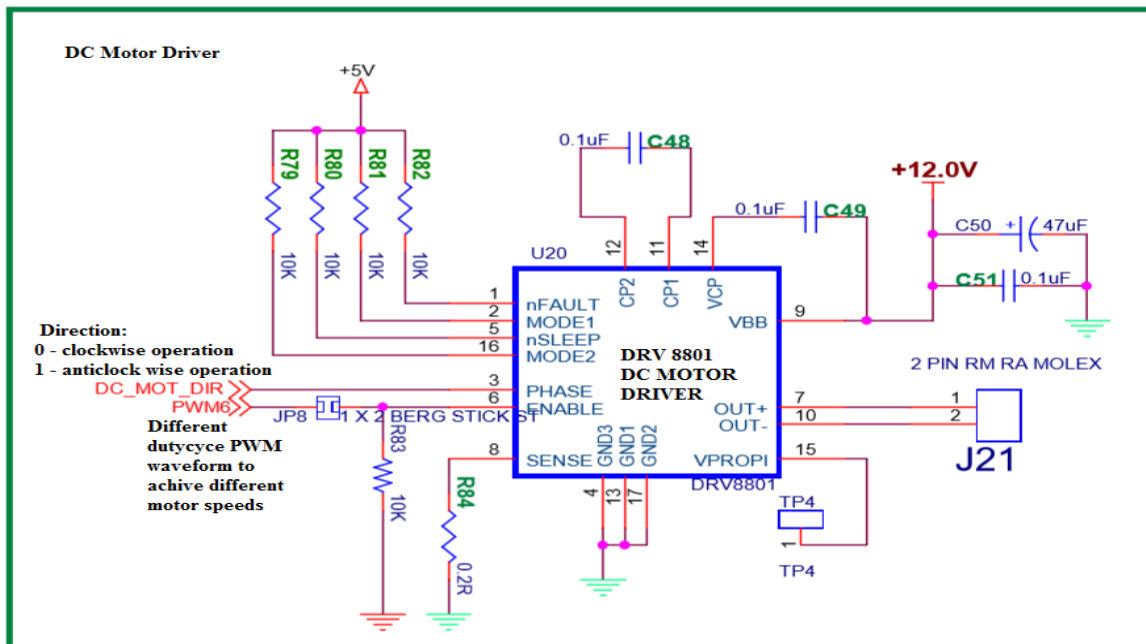 DC Motor Driver
+5V
R79
R80
R81
R82
10K
10K
10K
10K
0.1uF
C48
0.1uF
C49
+12.0V
C50
+
47uF
C51
0.1uF
U20
12
11
14
CP2
CP1
VCP
1
nFAULT
2
MODE1
5
nSLEEP
16
MODE2
VBB
9
DRV 8801
DC MOTOR
DRIVER
Direction:
0 - clockwise operation
1 - anticlock wise operation
DC_MOT_DIR
3
PHASE
PWM6
JP8
1 X 2 BERG STICK ST
6
ENABLE
Different
dutycyce PWM
waveform to
achive different
motor speeds
R83
10K
8
SENSE
R84
0.2R
GND3
GND1
GND2
4
13
17
OUT+
7
OUT-
10
VPROPI
15
DRV8801
2 PIN RM RA MOLEX
1
2
J21
TP4
1
TP4